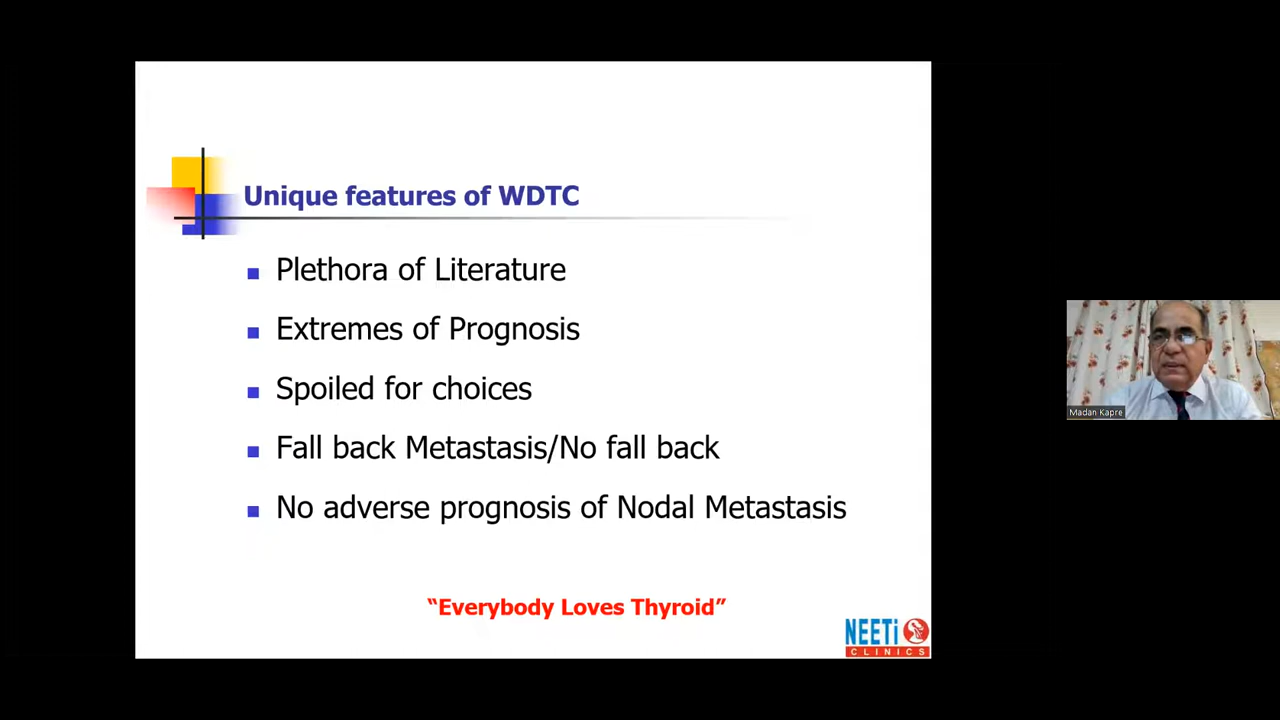 Unique features of WDTC
Plethora of Literature
Extremes of Prognosis
Spoiled for choices
Fall back Metastasis/No fall back
No adverse prognosis of Nodal Metastasis
“Everybody Loves Thyroid”
NEETi
CLINICS
Madan Kapre